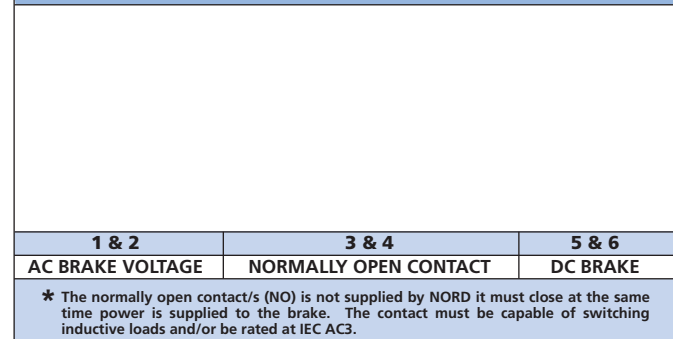 1 & 2 3 & 4 5 & 6
AC BRAKE VOLTAGE NORMALLY OPEN CONTACT DC BRAKE
* The normally open contact/s (NO) is not supplied by NORD it must close at the same
time power is supplied to the brake. The contact must be capable of switching
inductive loads and/or be rated at IEC AC3.